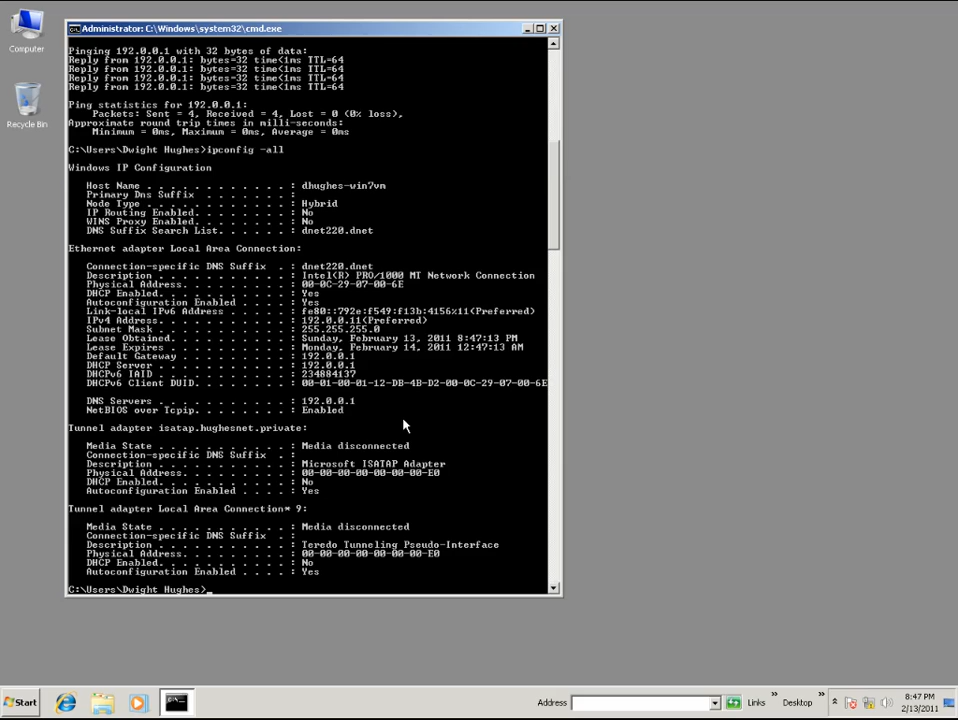 Computer
Recycle Bin
Administrator: C:\Windows\system32\cmd.exe
Pinging 192.0.0.1 with 32 bytes of data:
Reply from 192.0.0.1: bytes=32 time<1ms TTL=64
Reply from 192.0.0.1: bytes=32 time<1ms TTL=64
Reply from 192.0.0.1: bytes=32 time<1ms TTL=64
Reply from 192.0.0.1: bytes=32 time<1ms TTL=64
Ping statistics for 192.0.0.1:
Packets: Sent = 4, Received = 4, Lost = 0 (0% loss),
Approximate round trip times in milli-seconds:
Minimum = 0ms, Maximum = 0ms, Average = 0ms
C:\Users\Dwight Hughes>ipconfig -all
Windows IP Configuration
Host Name . . . . . . . . . . . . : dhughes-win7vm
Primary Dns Suffix  . . . . . . . :
Node Type . . . . . . . . . . . . : Hybrid
IP Routing Enabled. . . . . . . . : No
WINS Proxy Enabled. . . . . . . . : No
DNS Suffix Search List. . . . . . : dnet220.dnet
Ethernet adapter Local Area Connection:
Connection-specific DNS Suffix  . : dnet220.dnet
Description . . . . . . . . . . . : Intel(R) PRO/1000 MT Network Connection
Physical Address. . . . . . . . . : 00-0C-29-07-00-6E
DHCP Enabled. . . . . . . . . . . : Yes
Autoconfiguration Enabled . . . . : Yes
Link-local IPv6 Address . . . . . : fe80::792e:f549:f13b:4156%11(Preferred)
IPv4 Address. . . . . . . . . . . : 192.0.0.11(Preferred)
Subnet Mask . . . . . . . . . . . : 255.255.255.0
Lease Obtained. . . . . . . . . . : Sunday, February 13, 2011 8:47:13 PM
Lease Expires . . . . . . . . . . : Monday, February 14, 2011 12:47:13 AM
Default Gateway . . . . . . . . . : 192.0.0.1
DHCP Server . . . . . . . . . . . : 192.0.0.1
DHCPv6 IAID . . . . . . . . . . . : 234884137
DHCPv6 Client DUID. . . . . . . . : 00-01-00-01-12-DB-4B-D2-00-0C-29-07-00-6E
DNS Servers . . . . . . . . . . . : 192.0.0.1
NetBIOS over Tcpip. . . . . . . . : Enabled
Tunnel adapter isatap.hughesnet.private:
Media State . . . . . . . . . . . : Media disconnected
Connection-specific DNS Suffix  . :
Description . . . . . . . . . . . : Microsoft ISATAP Adapter
Physical Address. . . . . . . . . : 00-00-00-00-00-00-00-E0
DHCP Enabled. . . . . . . . . . . : No
Autoconfiguration Enabled . . . . : Yes
Tunnel adapter Local Area Connection* 9:
Media State . . . . . . . . . . . : Media disconnected
Connection-specific DNS Suffix  . :
Description . . . . . . . . . . . : Teredo Tunneling Pseudo-Interface
Physical Address. . . . . . . . . : 00-00-00-00-00-00-00-E0
DHCP Enabled. . . . . . . . . . . : No
Autoconfiguration Enabled . . . . : Yes
C:\Users\Dwight Hughes>_
Start
Address
Links
Desktop
8:47 PM
2/13/2011